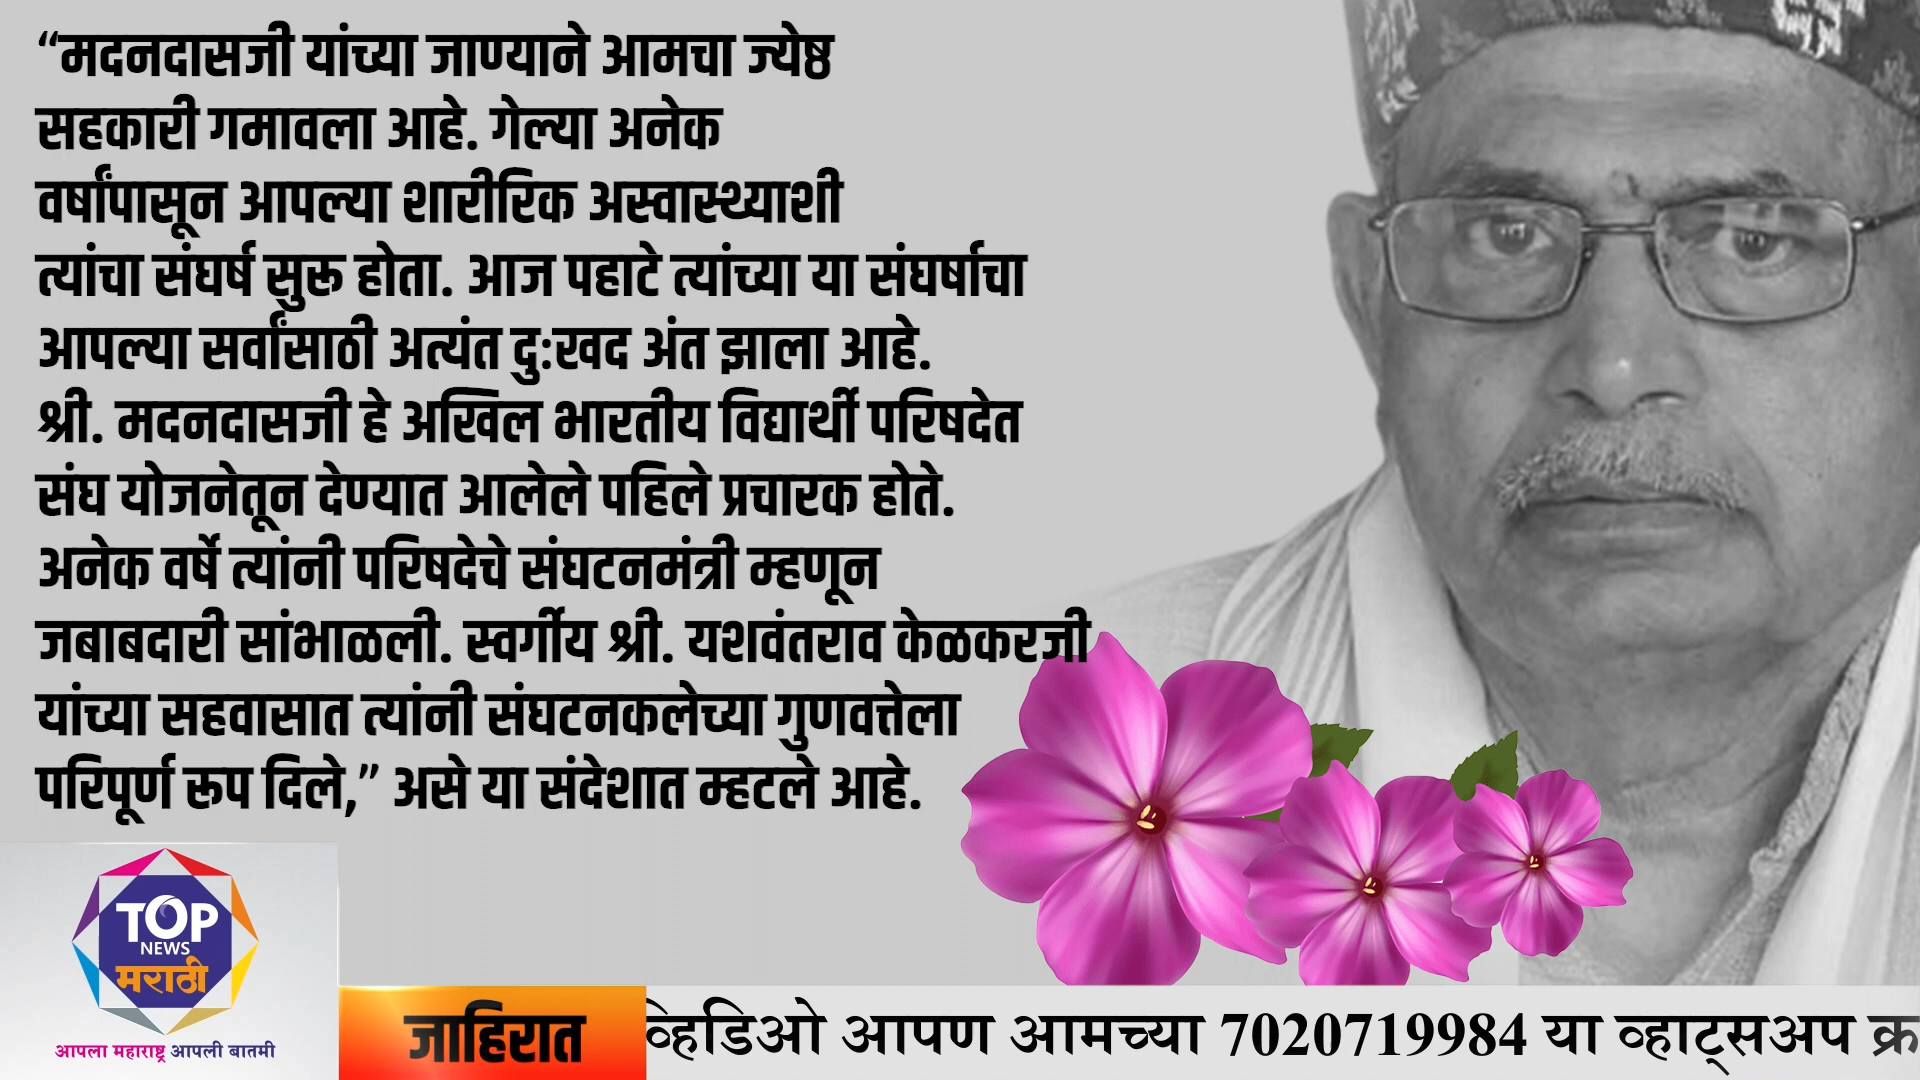 “मदनदासजी यांच्या जाण्याने आमचा ज्येष्ठ
सहकारी गमावला आहे. गेल्या अनेक
वर्षांपासून आपल्या शारीरिक अस्वास्थ्याशी
त्यांचा संघर्ष सुरू होता. आज पहाटे त्यांच्या या संघर्षाचा
आपल्या सर्वांसाठी अत्यंत दुःखद अंत झाला आहे.
श्री. मदनदासजी हे अखिल भारतीय विद्यार्थी परिषदेत
संघ योजनेतून देण्यात आलेले पहिले प्रचारक होते.
अनेक वर्षे त्यांनी परिषदेचे संघटनमंत्री म्हणून
जबाबदारी सांभाळली. स्वर्गीय श्री. यशवंतराव केळकरजी
यांच्या सहवासात त्यांनी संघटनकलेच्या गुणवत्तेला
परिपूर्ण रूप दिले,” असे या संदेशात म्हटले आहे.
TOP
NEWS
मराठी
आपला महाराष्ट्र आपली बातमी
जाहिरात
व्हिडिओ आपण आमच्या 7020719984 या व्हाट्सअप क्र